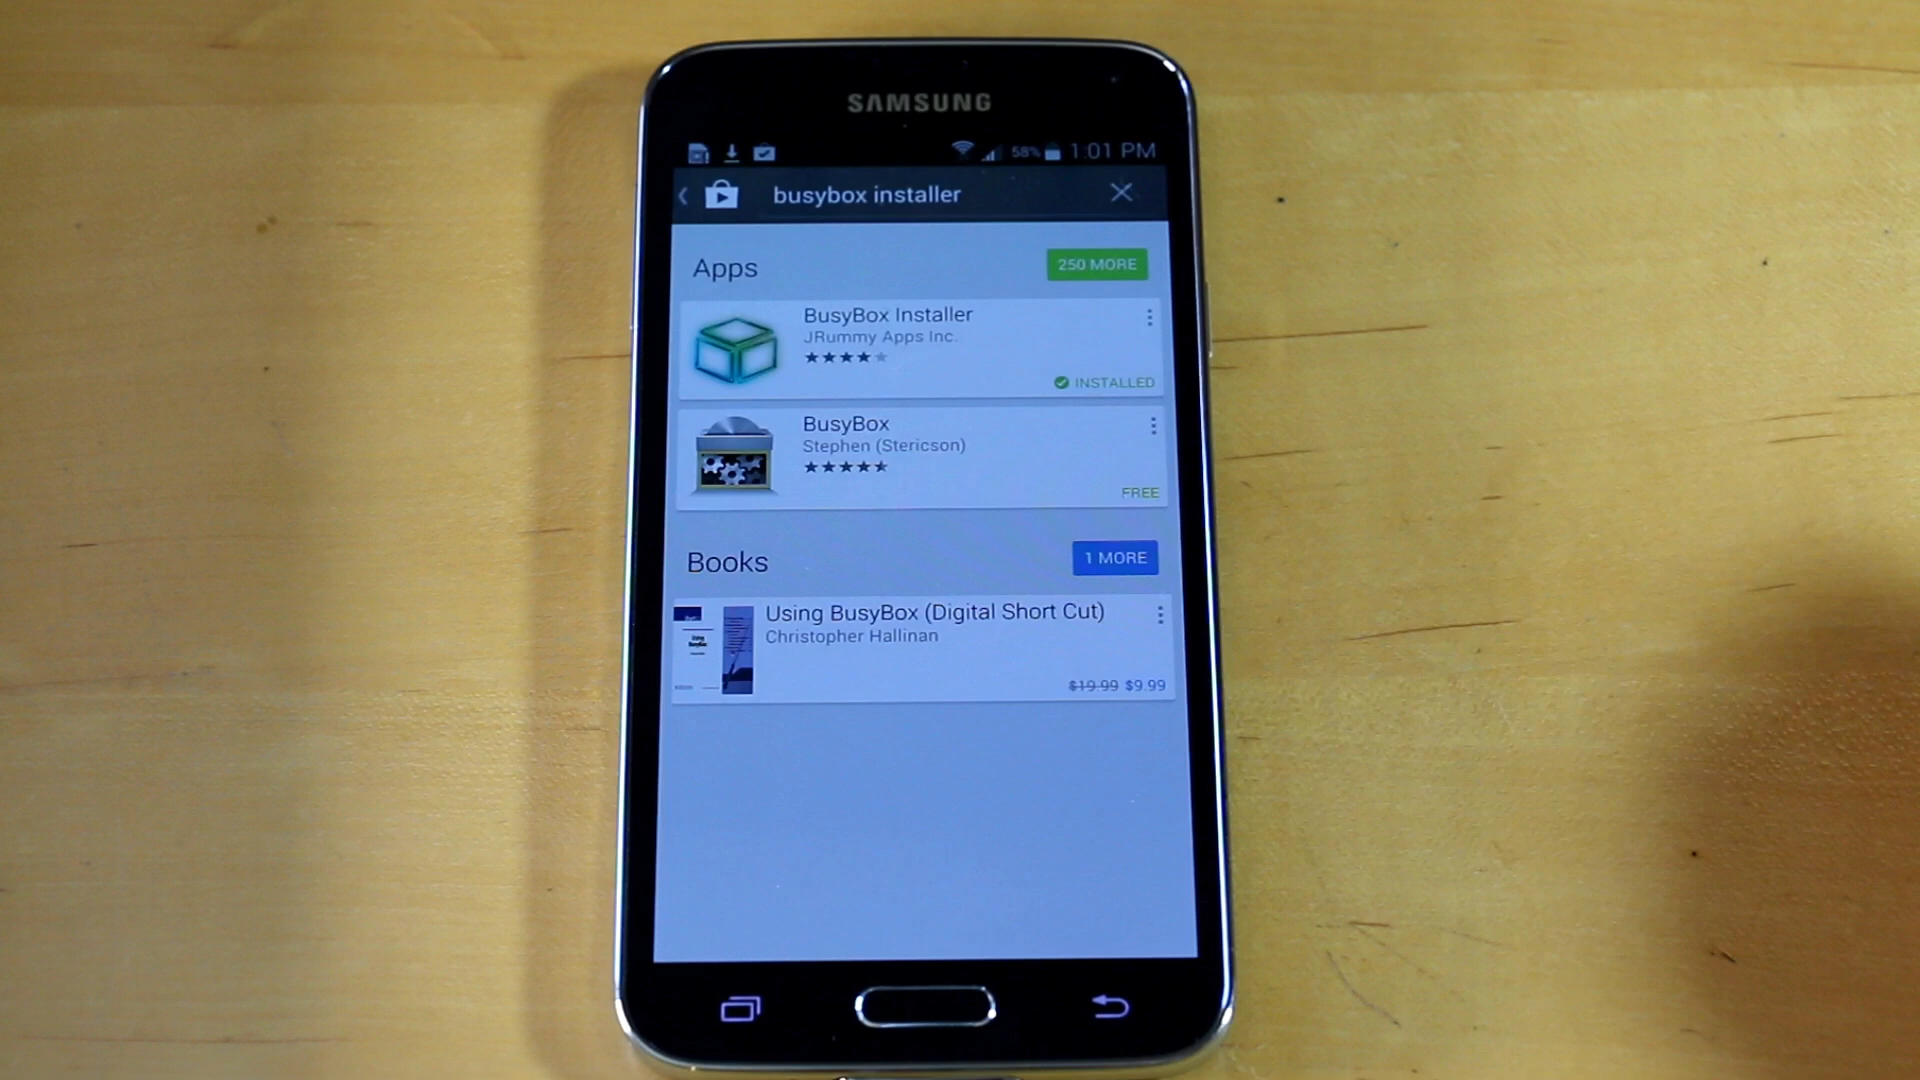 SAMSUNG
58% 1:01 PM
busybox installer
Apps
250 MORE
BusyBox Installer
JRummy Apps Inc.
INSTALLED
BusyBox
Stephen (Stericson)
FREE
Books
1 MORE
Using BusyBox (Digital Short Cut)
Christopher Hallinan
$19.99 $9.99